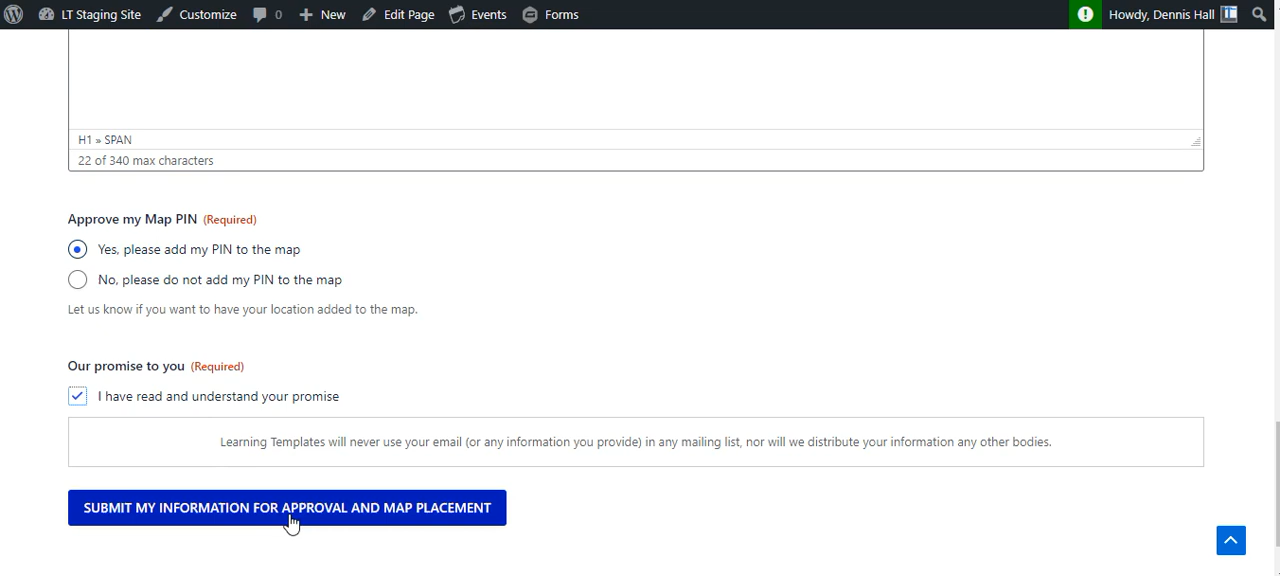 LT Staging Site Customize 0 New Edit Page Events Forms Howdy, Dennis Hall
H1 » SPAN
22 of 340 max characters
Approve my Map PIN (Required)
Yes, please add my PIN to the map
No, please do not add my PIN to the map
Let us know if you want to have your location added to the map.
Our promise to you (Required)
I have read and understand your promise
Learning Templates will never use your email (or any information you provide) in any mailing list, nor will we distribute your information any other bodies.
SUBMIT MY INFORMATION FOR APPROVAL AND MAP PLACEMENT